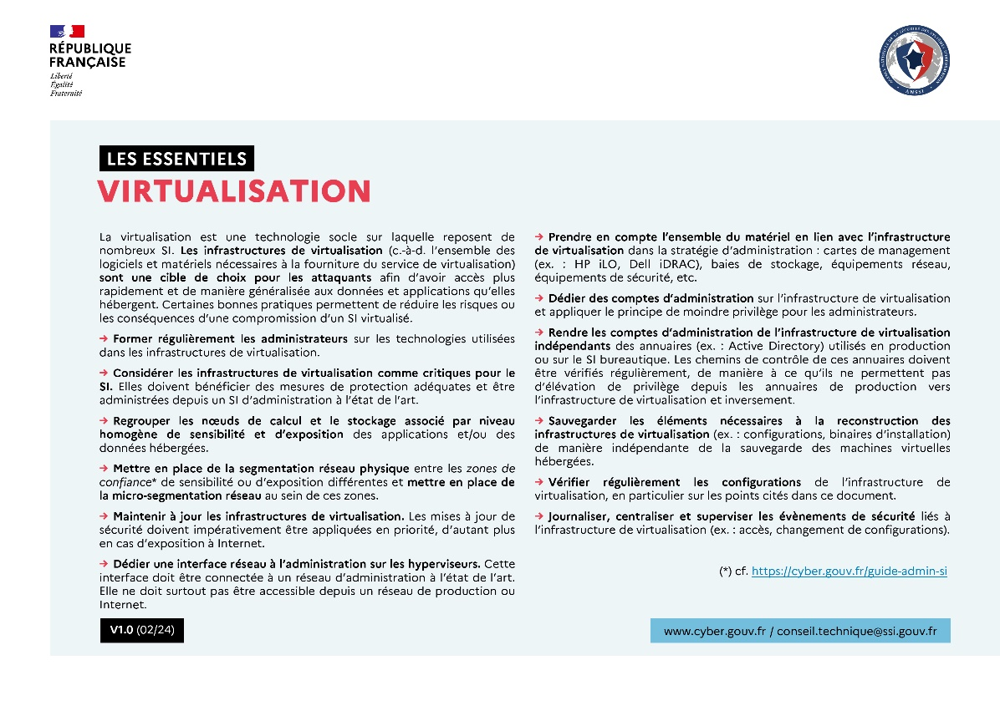 RÉPUBLIQUE
FRANÇAISE
Liberté
Égalité
Fraternité
AGENCE NATIONALE DE LA SÉCURITÉ DES SYSTÈMES D'INFORMATION
ANSSI
LES ESSENTIELS
VIRTUALISATION
La virtualisation est une technologie socle sur laquelle reposent de
nombreux SI. Les infrastructures de virtualisation (c.-à-d. l'ensemble des
logiciels et matériels nécessaires à la fourniture du service de virtualisation)
sont une cible de choix pour les attaquants afin d'avoir accès plus
rapidement et de manière généralisée aux données et applications qu'elles
hébergent. Certaines bonnes pratiques permettent de réduire les risques ou
les conséquences d'une compromission d'un SI virtualisé.
→ Former régulièrement les administrateurs sur les technologies utilisées
dans les infrastructures de virtualisation.
→ Considérer les infrastructures de virtualisation comme critiques pour le
SI. Elles doivent bénéficier des mesures de protection adéquates et être
administrées depuis un SI d'administration à l'état de l'art.
→ Regrouper les nœuds de calcul et le stockage associé par niveau
homogène de sensibilité et d'exposition des applications et/ou des
données hébergées.
→ Mettre en place de la segmentation réseau physique entre les zones de
confiance* de sensibilité ou d'exposition différentes et mettre en place de
la micro-segmentation réseau au sein de ces zones.
→ Maintenir à jour les infrastructures de virtualisation. Les mises à jour de
sécurité doivent impérativement être appliquées en priorité, d'autant plus
en cas d'exposition à Internet.
→ Dédier une interface réseau à l'administration sur les hyperviseurs. Cette
interface doit être connectée à un réseau d'administration à l'état de l'art.
Elle ne doit surtout pas être accessible depuis un réseau de production ou
Internet.
→ Prendre en compte l'ensemble du matériel en lien avec l'infrastructure
de virtualisation dans la stratégie d'administration : cartes de management
(ex. : HP iLO, Dell iDRAC), baies de stockage, équipements réseau,
équipements de sécurité, etc.
→ Dédier des comptes d'administration sur l'infrastructure de virtualisation
et appliquer le principe de moindre privilège pour les administrateurs.
→ Rendre les comptes d'administration de l'infrastructure de virtualisation
indépendants des annuaires (ex. : Active Directory) utilisés en production
ou sur le SI bureautique. Les chemins de contrôle de ces annuaires doivent
être vérifiés régulièrement, de manière à ce qu'ils ne permettent pas
d'élévation de privilège depuis les annuaires de production vers
l'infrastructure de virtualisation et inversement.
→ Sauvegarder les éléments nécessaires à la reconstruction des
infrastructures de virtualisation (ex. : configurations, binaires d'installation)
de manière indépendante de la sauvegarde des machines virtuelles
hébergées.
→ Vérifier régulièrement les configurations de l'infrastructure de
virtualisation, en particulier sur les points cités dans ce document.
→ Journaliser, centraliser et superviser les évènements de sécurité liés à
l'infrastructure de virtualisation (ex. : accès, changement de configurations).
(*) cf. https://cyber.gouv.fr/guide-admin-si
V1.0 (02/24)
www.cyber.gouv.fr / conseil.technique@ssi.gouv.fr